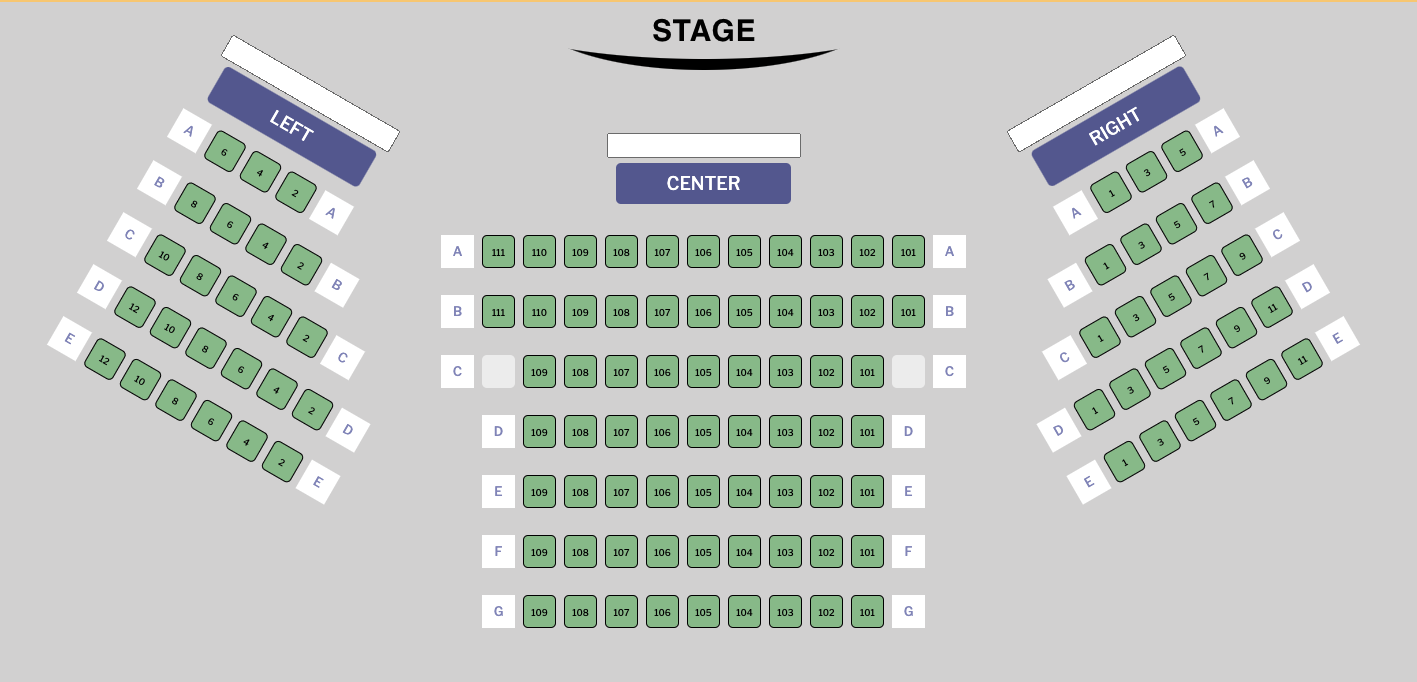 STAGE
LEFT
A 6 4 2 A
B 8 6 4 2 B
C 10 8 6 4 2 C
D 12 10 8 6 4 2 D
E 12 10 8 6 4 2 E
CENTER
A 111 110 109 108 107 106 105 104 103 102 101 A
B 111 110 109 108 107 106 105 104 103 102 101 B
C 109 108 107 106 105 104 103 102 101 C
D 109 108 107 106 105 104 103 102 101 D
E 109 108 107 106 105 104 103 102 101 E
F 109 108 107 106 105 104 103 102 101 F
G 109 108 107 106 105 104 103 102 101 G
RIGHT
A 1 3 5 A
B 1 3 5 7 B
C 1 3 5 7 9 C
D 1 3 5 7 9 11 D
E 1 3 5 7 9 11 E